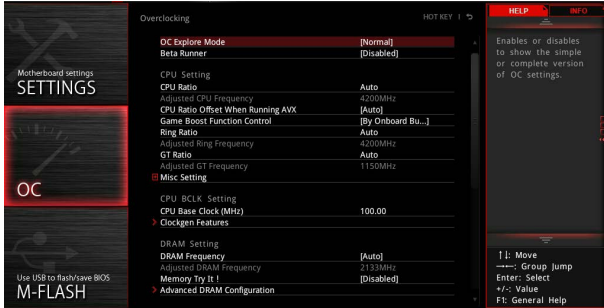 Overclocking
HOT KEY | ↩
HELP
INFO
OC Explore Mode [Normal]
Beta Runner [Disabled]
CPU Setting
CPU Ratio Auto
Adjusted CPU Frequency 4200MHz
CPU Ratio Offset When Running AVX [Auto]
Game Boost Function Control [By Onboard Bu...]
Ring Ratio Auto
Adjusted Ring Frequency 4200MHz
GT Ratio Auto
Adjusted GT Frequency 1150MHz
Misc Setting
CPU BCLK Setting
CPU Base Clock (MHz) 100.00
Clockgen Features
DRAM Setting
DRAM Frequency [Auto]
Adjusted DRAM Frequency 2133MHz
Memory Try It ! [Disabled]
Advanced DRAM Configuration
Motherboard settings
SETTINGS
OC
Use USB to flash/save BIOS
M-FLASH
Enables or disables
to show the simple
or complete version
of OC settings.
↑↓: Move
→←: Group Jump
Enter: Select
+/-: Value
F1: General Help